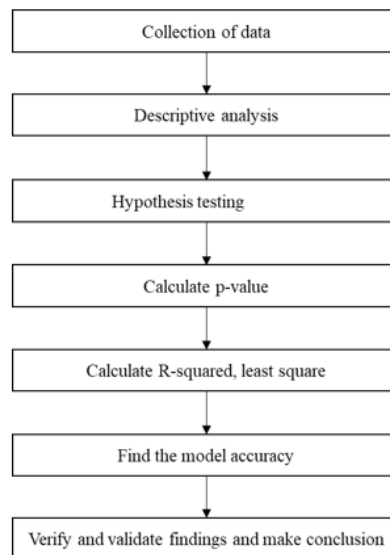 Collection of data
Descriptive analysis
Hypothesis testing
Calculate p-value
Calculate R-squared, least square
Find the model accuracy
Verify and validate findings and make conclusion